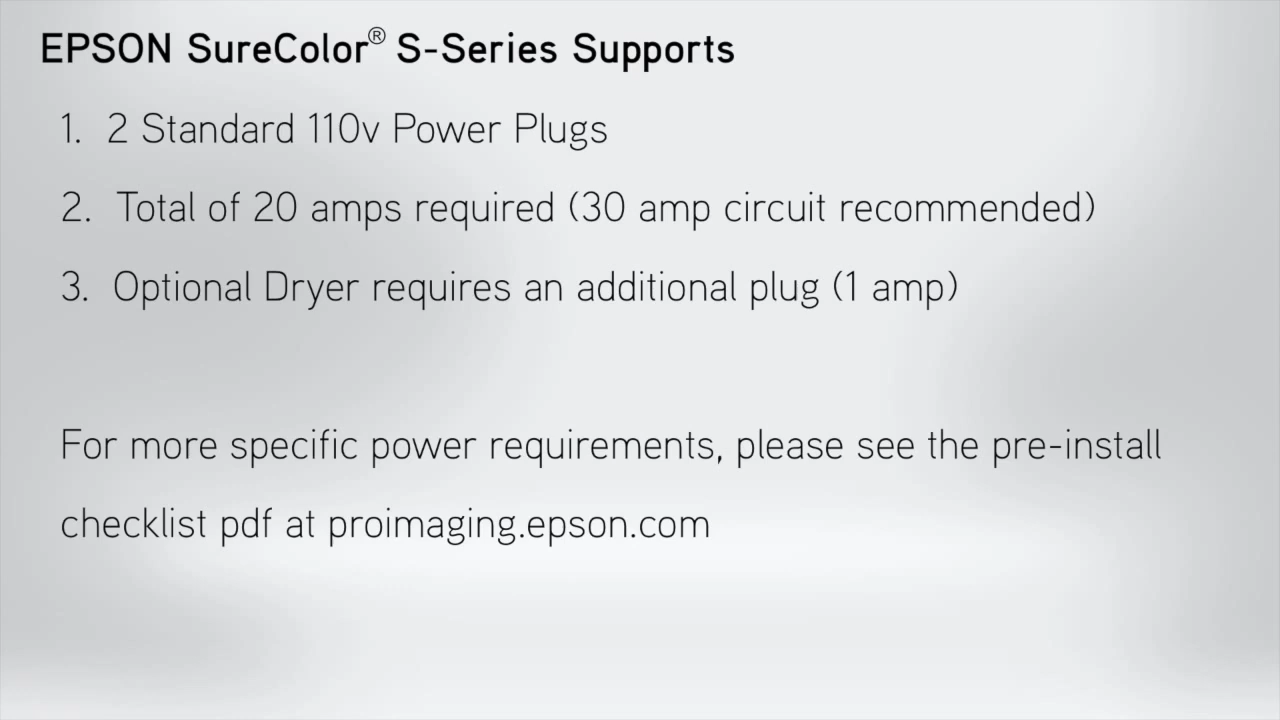 EPSON SureColor® S-Series Supports
1. 2 Standard 110v Power Plugs
2. Total of 20 amps required (30 amp circuit recommended)
3. Optional Dryer requires an additional plug (1 amp)
For more specific power requirements, please see the pre-install
checklist pdf at proimaging.epson.com